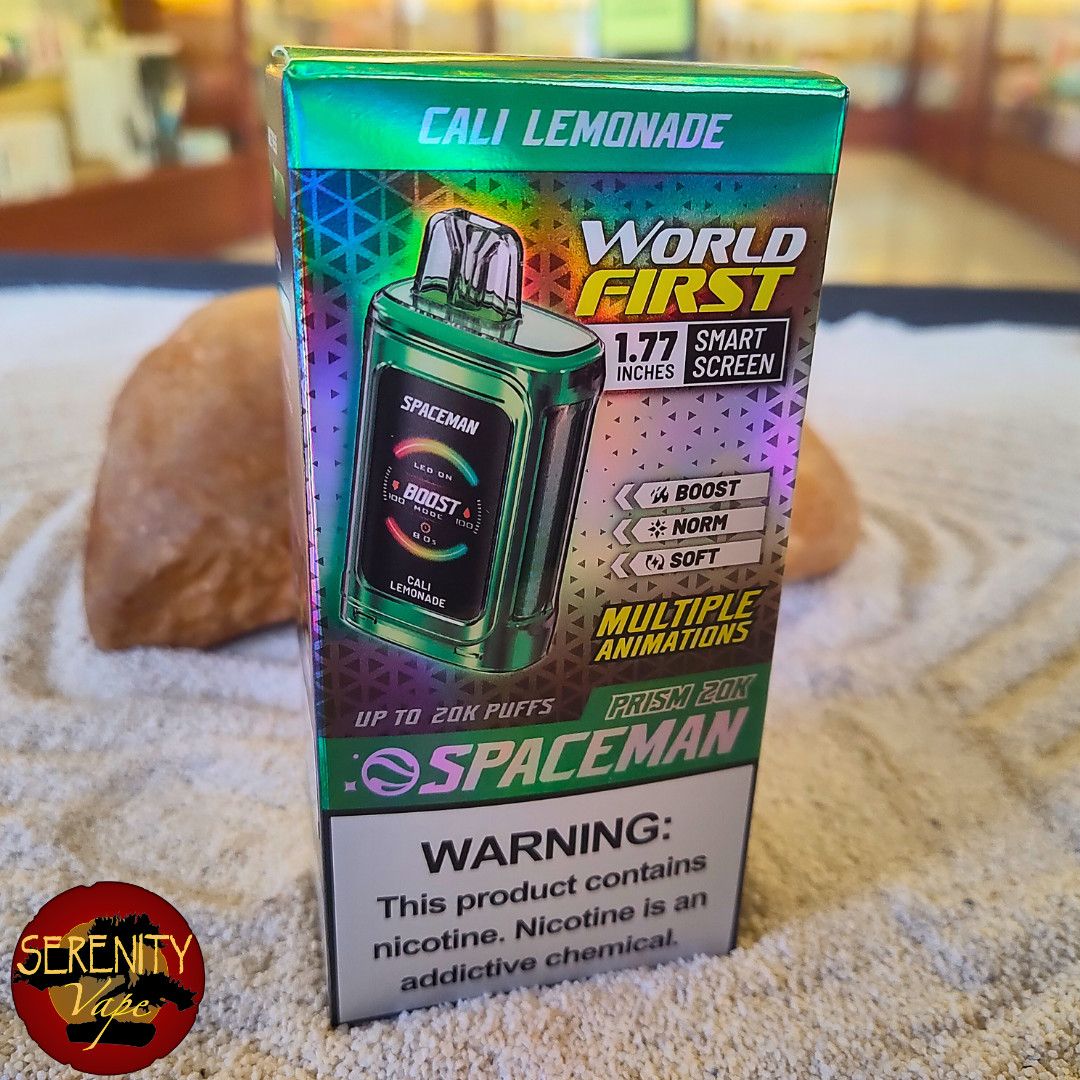 CALI LEMONADE
WORLD
FIRST
1.77
INCHES
SMART
SCREEN
SPACEMAN
LED ON
BOOST
MODE
100
100
80s
CALI
LEMONADE
BOOST
NORM
SOFT
MULTIPLE
ANIMATIONS
UP TO 20K PUFFS
PRISM 20K
SPACEMAN
WARNING:
This product contains
nicotine. Nicotine is an
addictive chemical.
SERENITY
Vape